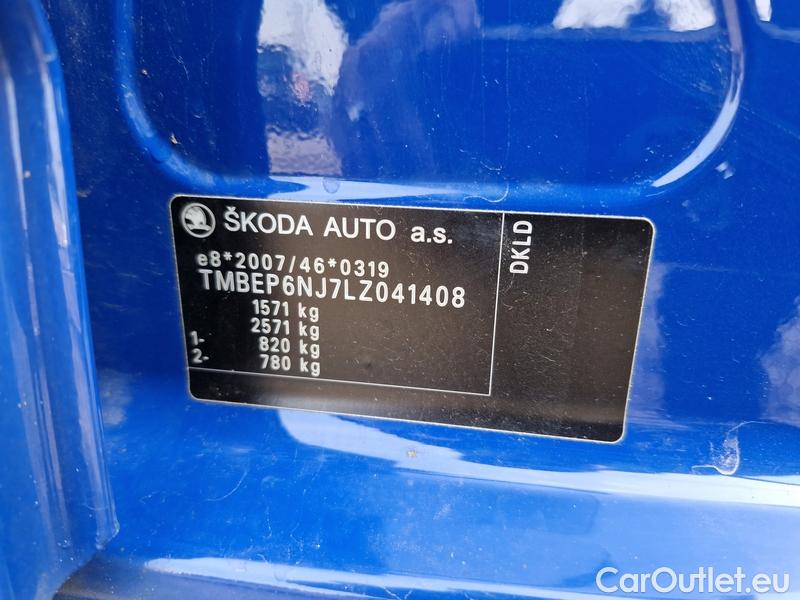 ŠKODA AUTO a.s.
e8*2007/46*0319
TMBEP6NJ7LZ041408
1571 kg
2571 kg
1- 820 kg
2- 780 kg
DKLD
CarOutlet.eu